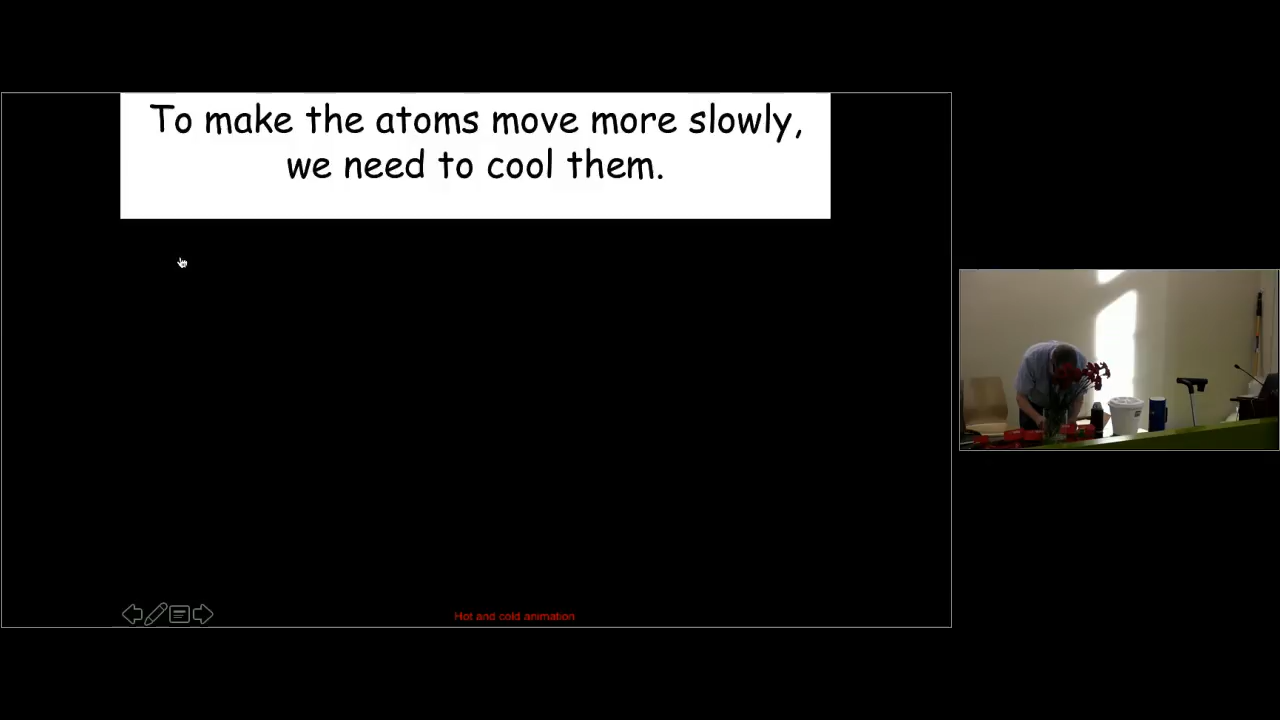 To make the atoms move more slowly,
we need to cool them.
Hot and cold animation